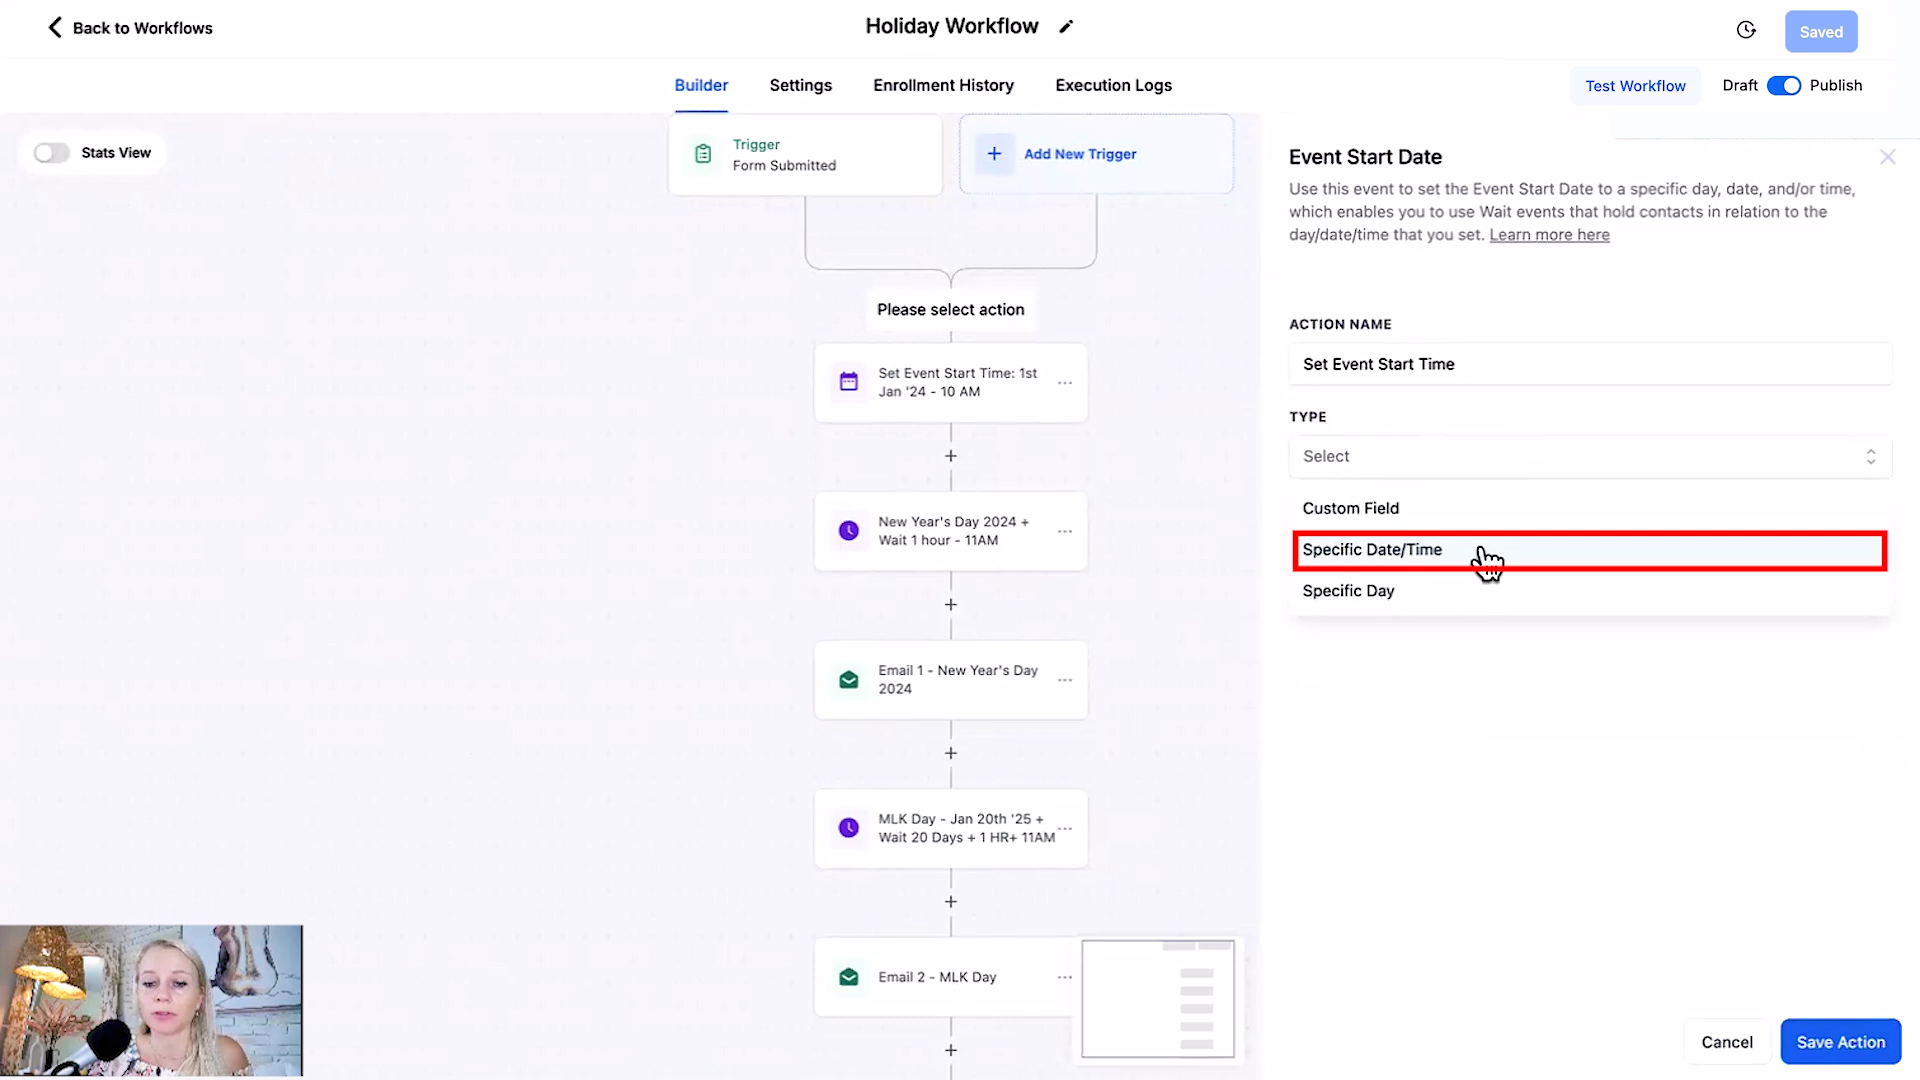 Back to Workflows
Holiday Workflow
Saved
Builder
Settings
Enrollment History
Execution Logs
Test Workflow
Draft
Publish
Stats View
Trigger
Form Submitted
Add New Trigger
Please select action
Set Event Start Time: 1st
Jan '24 - 10 AM
New Year's Day 2024 +
Wait 1 hour - 11AM
Email 1 - New Year's Day
2024
MLK Day - Jan 20th '25 +
Wait 20 Days + 1 HR+ 11AM
Email 2 - MLK Day
Event Start Date
Use this event to set the Event Start Date to a specific day, date, and/or time,
which enables you to use Wait events that hold contacts in relation to the
day/date/time that you set. Learn more here
ACTION NAME
Set Event Start Time
TYPE
Select
Custom Field
Specific Date/Time
Specific Day
Cancel
Save Action